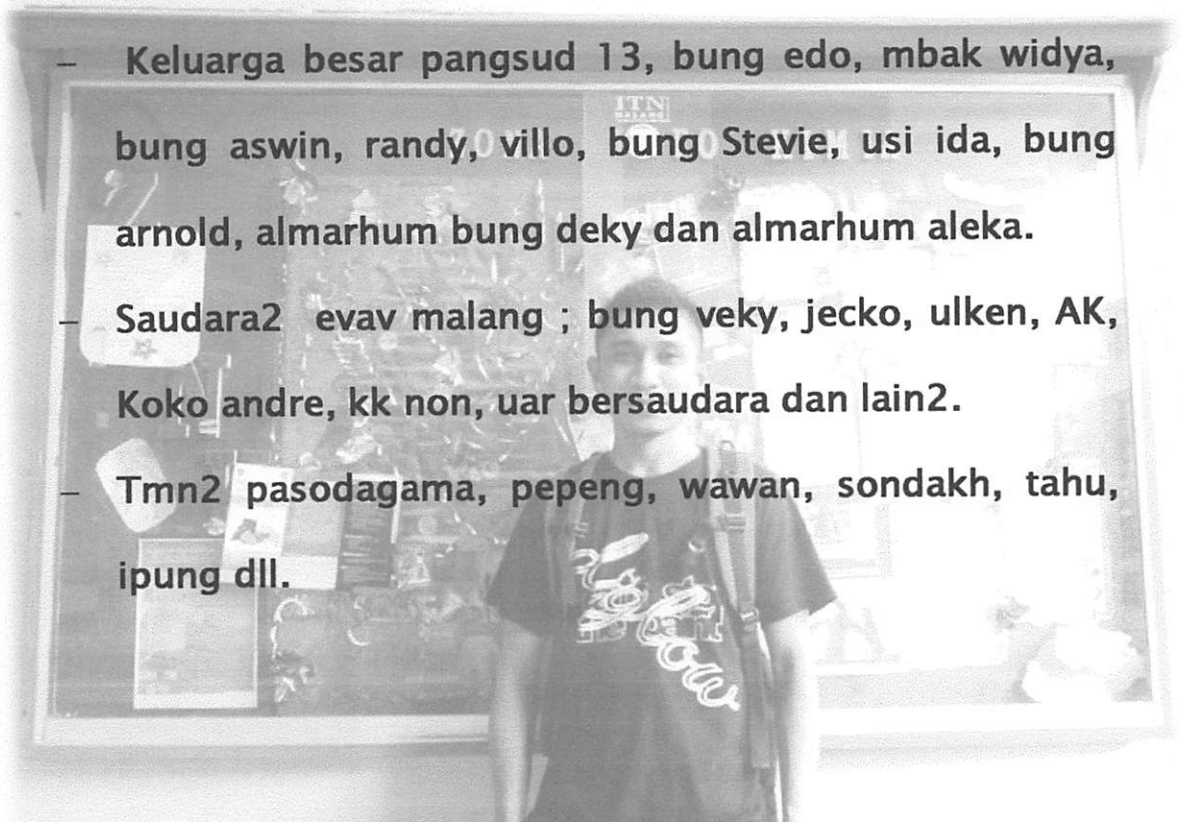 – Keluarga besar pangsud 13, bung edo, mbak widya,
ITN
MALANG
bung aswin, randy, villo, bung Stevie, usi ida, bung
arnold, almarhum bung deky dan almarhum aleka.
– Saudara2 evav malang ; bung veky, jecko, ulken, AK,
Koko andre, kk non, uar bersaudara dan lain2.
– Tmn2 pasodagama, pepeng, wawan, sondakh, tahu,
ipung dll.